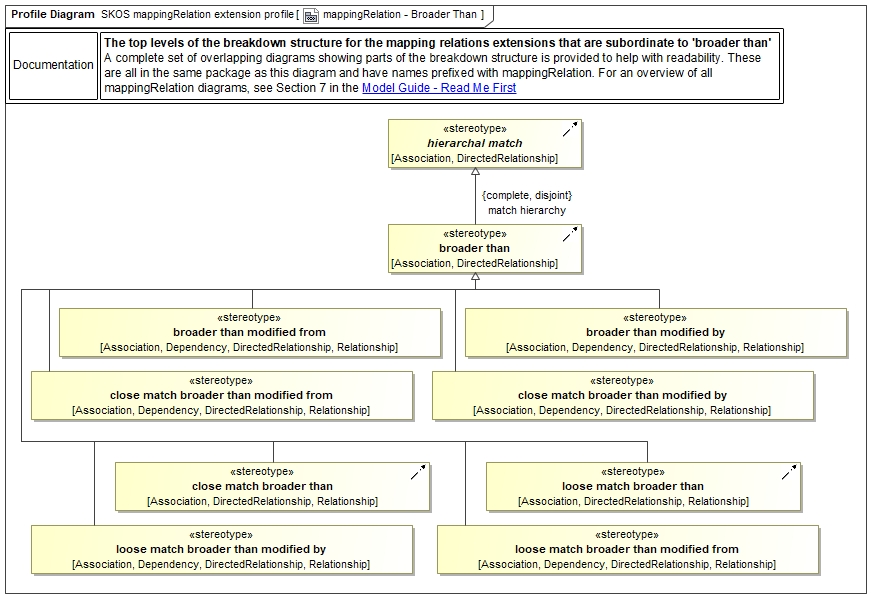 Profile Diagram SKOS mappingRelation extension profile [ mappingRelation - Broader Than ]
Documentation
The top levels of the breakdown structure for the mapping relations extensions that are subordinate to 'broader than'
A complete set of overlapping diagrams showing parts of the breakdown structure is provided to help with readability. These
are all in the same package as this diagram and have names prefixed with mappingRelation. For an overview of all
mappingRelation diagrams, see Section 7 in the Model Guide - Read Me First
«stereotype»
hierarchal match
[Association, DirectedRelationship]
{complete, disjoint}
match hierarchy
«stereotype»
broader than
[Association, DirectedRelationship]
«stereotype»
broader than modified from
[Association, Dependency, DirectedRelationship, Relationship]
«stereotype»
broader than modified by
[Association, Dependency, DirectedRelationship, Relationship]
«stereotype»
close match broader than modified from
[Association, Dependency, DirectedRelationship, Relationship]
«stereotype»
close match broader than modified by
[Association, Dependency, DirectedRelationship, Relationship]
«stereotype»
close match broader than
[Association, DirectedRelationship, Relationship]
«stereotype»
loose match broader than
[Association, DirectedRelationship, Relationship]
«stereotype»
loose match broader than modified by
[Association, Dependency, DirectedRelationship, Relationship]
«stereotype»
loose match broader than modified from
[Association, Dependency, DirectedRelationship, Relationship]